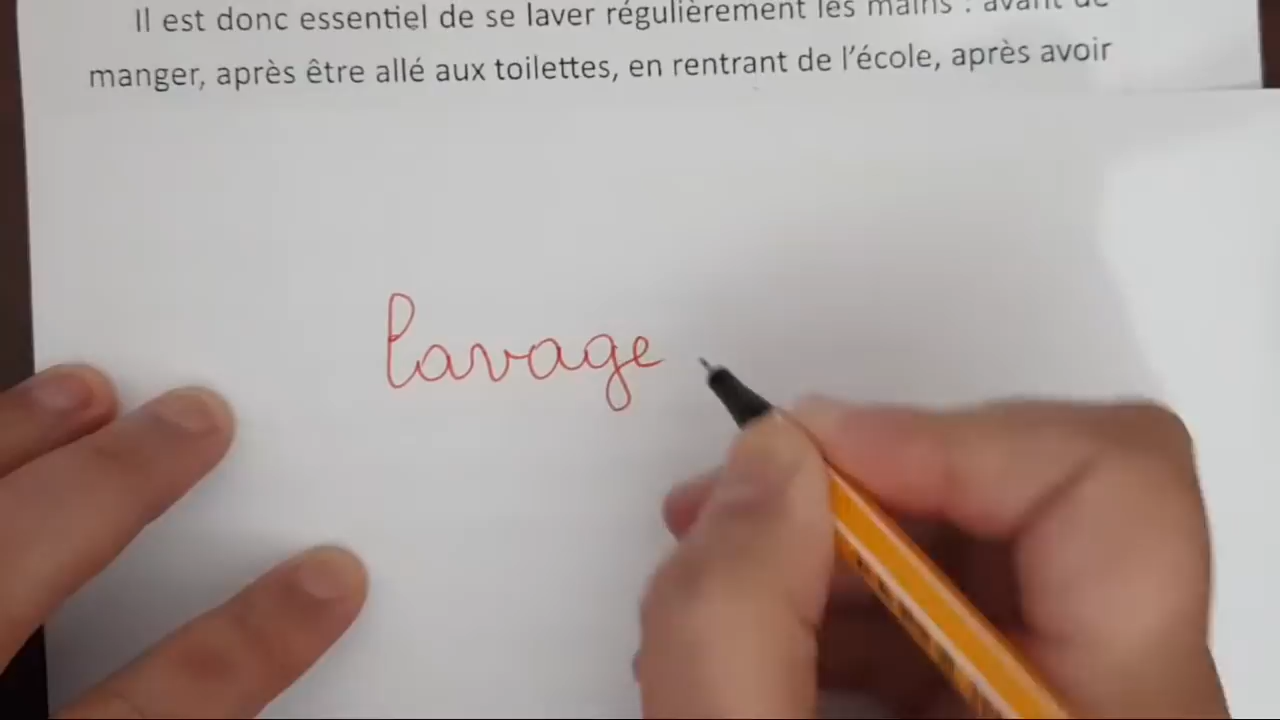 Il est donc essentiel de se laver régulièrement les mains : avant de
manger, après être allé aux toilettes, en rentrant de l'école, après avoir
lavage